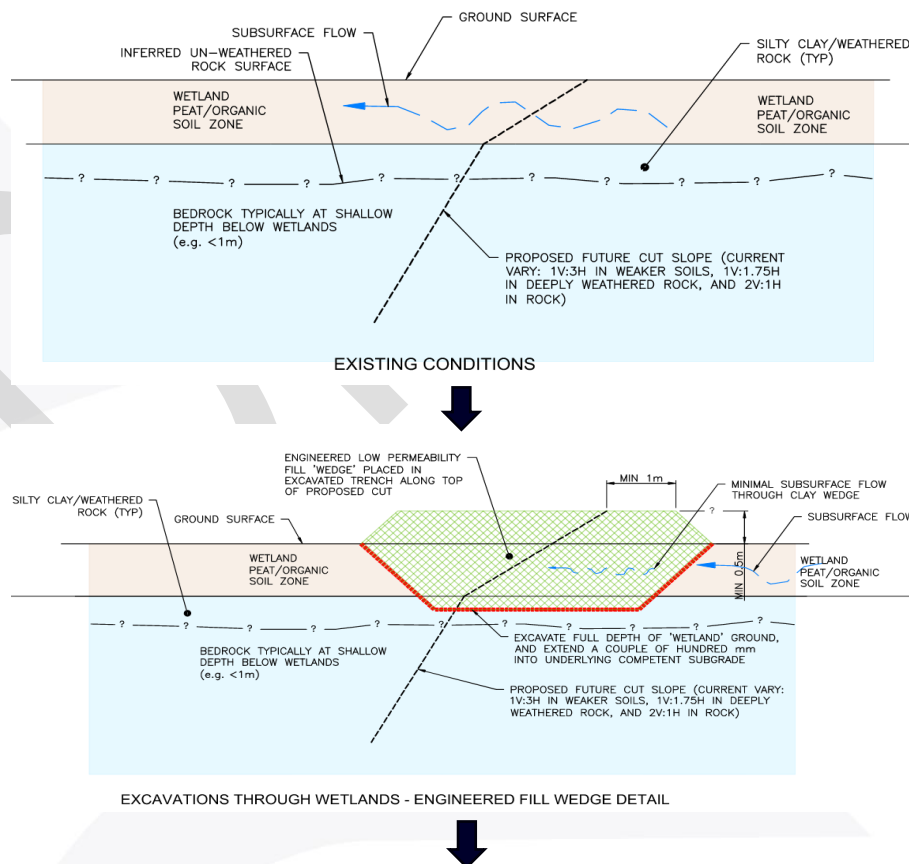 GROUND SURFACE
SUBSURFACE FLOW
INFERRED UN-WEATHERED
ROCK SURFACE
SILTY CLAY/WEATHERED
ROCK (TYP)
WETLAND
PEAT/ORGANIC
SOIL ZONE
WETLAND
PEAT/ORGANIC
SOIL ZONE
? ? ? ? ? ? ? ? ? ? ?
BEDROCK TYPICALLY AT SHALLOW
DEPTH BELOW WETLANDS
(e.g. <1m)
PROPOSED FUTURE CUT SLOPE (CURRENT
VARY: 1V:3H IN WEAKER SOILS, 1V:1.75H
IN DEEPLY WEATHERED ROCK, AND 2V:1H
IN ROCK)
EXISTING CONDITIONS
ENGINEERED LOW PERMEABILITY
FILL 'WEDGE' PLACED IN
EXCAVATED TRENCH ALONG TOP
OF PROPOSED CUT
MIN 1m
MINIMAL SUBSURFACE FLOW
THROUGH CLAY WEDGE
SILTY CLAY/WEATHERED
ROCK (TYP)
GROUND SURFACE
?
SUBSURFACE FLOW
WETLAND
PEAT/ORGANIC
SOIL ZONE
MIN 0.5m
WETLAND
PEAT/ORGANIC
SOIL ZONE
? ? ? ? ? ? ? ? ? ? ?
BEDROCK TYPICALLY AT SHALLOW
DEPTH BELOW WETLANDS
(e.g. <1m)
EXCAVATE FULL DEPTH OF 'WETLAND' GROUND,
AND EXTEND A COUPLE OF HUNDRED mm
INTO UNDERLYING COMPETENT SUBGRADE
PROPOSED FUTURE CUT SLOPE (CURRENT VARY:
1V:3H IN WEAKER SOILS, 1V:1.75H IN DEEPLY
WEATHERED ROCK, AND 2V:1H IN ROCK)
EXCAVATIONS THROUGH WETLANDS - ENGINEERED FILL WEDGE DETAIL